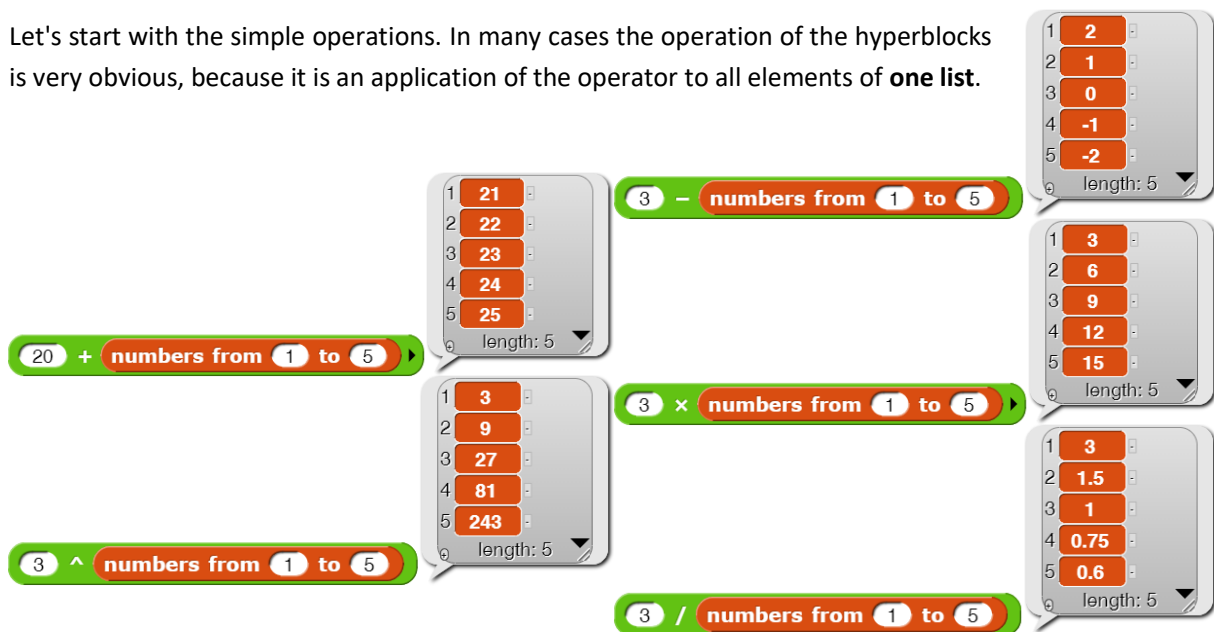 Let's start with the simple operations. In many cases the operation of the hyperblocks
is very obvious, because it is an application of the operator to all elements of one list.
1 2
2 1
3 0
4 -1
5 -2
length: 5
3 − numbers from 1 to 5
1 21
2 22
3 23
4 24
5 25
length: 5
20 + numbers from 1 to 5
1 3
2 6
3 9
4 12
5 15
length: 5
3 × numbers from 1 to 5
1 3
2 9
3 27
4 81
5 243
length: 5
3 ^ numbers from 1 to 5
1 3
2 1.5
3 1
4 0.75
5 0.6
length: 5
3 / numbers from 1 to 5